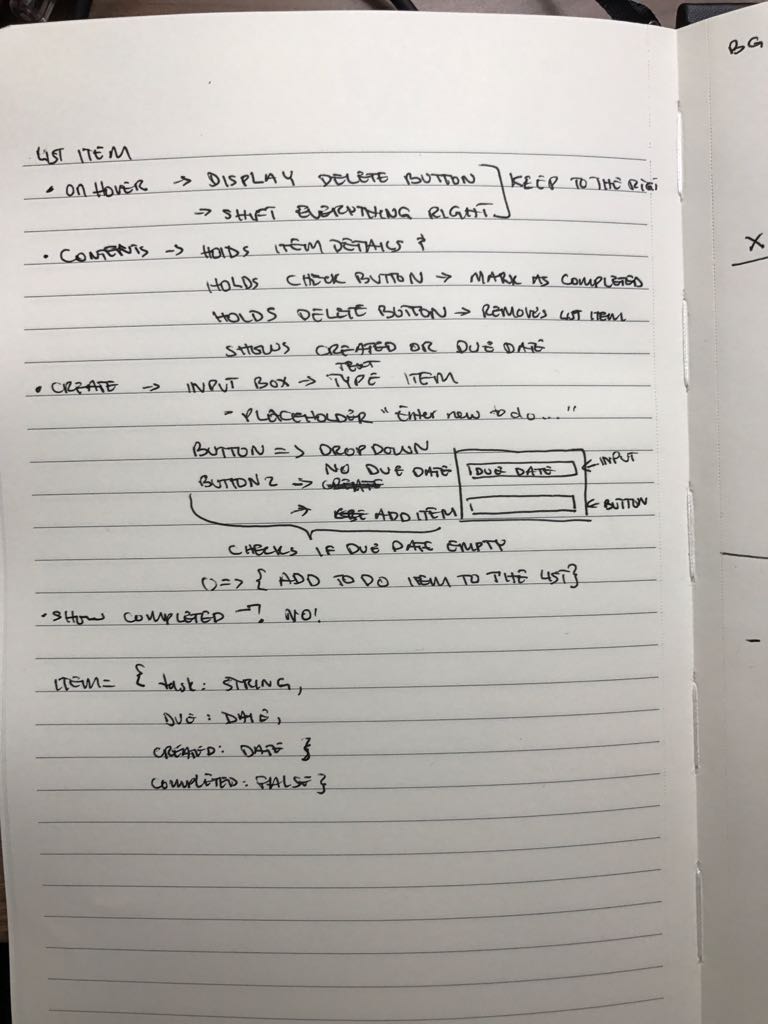 LIST ITEM
• ON HOVER → DISPLAY DELETE BUTTON
→ SHIFT EVERYTHING RIGHT
KEEP TO THE
• CONTENTS → HOLDS ITEM DETAILS &
HOLDS CHECK BUTTON → MARK AS COMPLETED
HOLDS DELETE BUTTON → REMOVES LIST ITEM
SHOWS CREATED OR DUE DATE
TEXT
• CREATE → INPUT BOX → TYPE ITEM
- PLACEHOLDER "Enter new to do..."
BUTTON => DROPDOWN
NO DUE DATE
BUTTON 2 →
→ ADD ITEM
DUE DATE
← INPUT
← BUTTON
CHECKS IF DUE DATE EMPTY
() => { ADD TO DO ITEM TO THE LIST}
• SHOW COMPLETED →? NO!
ITEM = { task: STRING,
DUE: DATE,
CREATED: DATE }
COMPLETED: FALSE }
BG
X
-